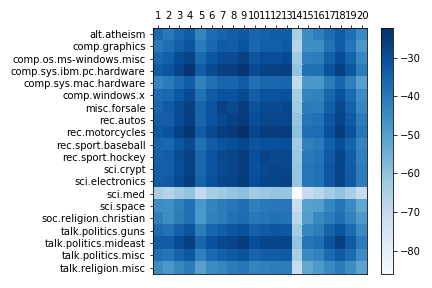 1 2 3 4 5 6 7 8 9 10 11 12 13 14 15 16 17 18 19 20
alt.atheism
comp.graphics
comp.os.ms-windows.misc
comp.sys.ibm.pc.hardware
comp.sys.mac.hardware
comp.windows.x
misc.forsale
rec.autos
rec.motorcycles
rec.sport.baseball
rec.sport.hockey
sci.crypt
sci.electronics
sci.med
sci.space
soc.religion.christian
talk.politics.guns
talk.politics.mideast
talk.politics.misc
talk.religion.misc
−30
−40
−50
−60
−70
−80